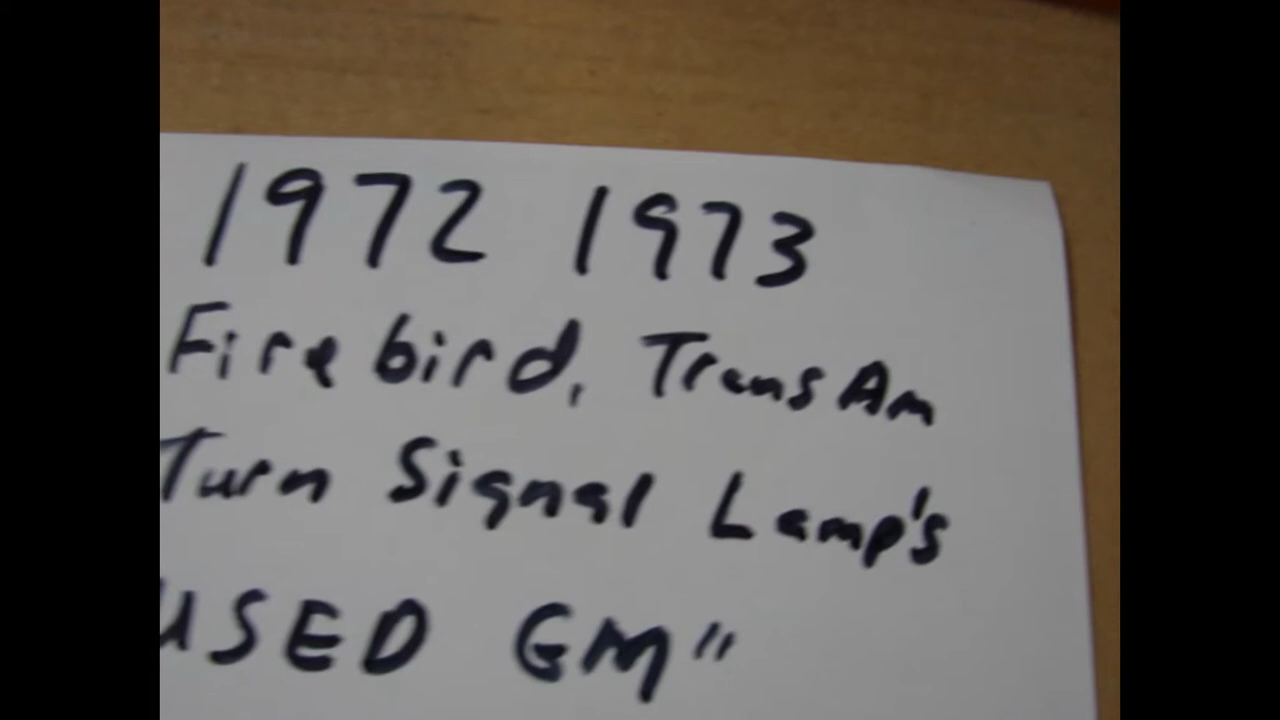 1972 1973
Firebird, Trans Am
Turn Signal Lamp's
USED GM"